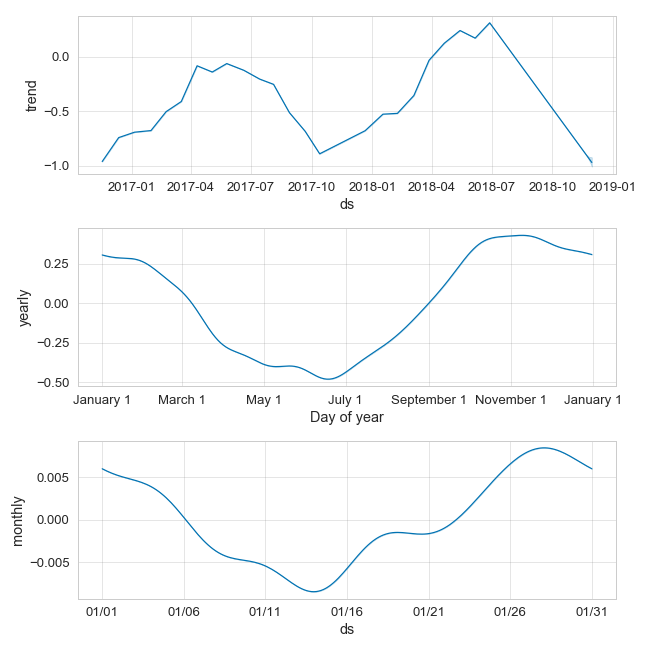 trend
0.0
−0.5
−1.0
2017-01 2017-04 2017-07 2017-10 2018-01 2018-04 2018-07 2018-10 2019-01
ds
yearly
0.25
0.00
−0.25
−0.50
January 1 March 1 May 1 July 1 September 1 November 1 January 1
Day of year
monthly
0.005
0.000
−0.005
01/01 01/06 01/11 01/16 01/21 01/26 01/31
ds